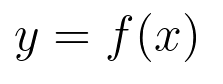 y = f(x)